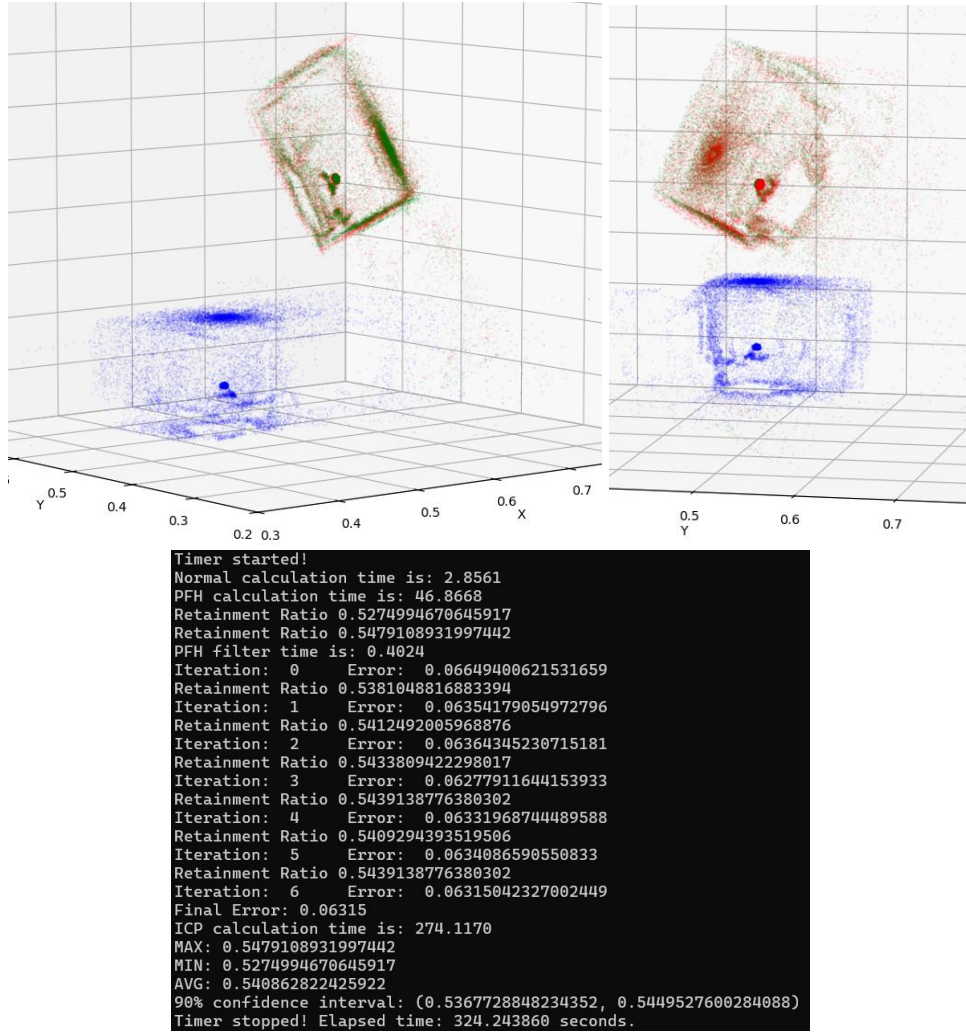 Y
0.5
0.4
0.3
0.2
0.3
0.4
0.5
0.6
0.7
X
0.5
0.6
0.7
Y
Timer started!
Normal calculation time is: 2.8561
PFH calculation time is: 46.8668
Retainment Ratio 0.5274994670645917
Retainment Ratio 0.5479108931997442
PFH filter time is: 0.4024
Iteration:  0     Error:  0.06649400621531659
Retainment Ratio 0.5381048816883394
Iteration:  1     Error:  0.06354179054972796
Retainment Ratio 0.5412492005968876
Iteration:  2     Error:  0.06364345230715181
Retainment Ratio 0.5433809422298017
Iteration:  3     Error:  0.06277911644153933
Retainment Ratio 0.5439138776380302
Iteration:  4     Error:  0.06331968744489588
Retainment Ratio 0.5409294393519506
Iteration:  5     Error:  0.0634086590550833
Retainment Ratio 0.5439138776380302
Iteration:  6     Error:  0.06315042327002449
Final Error: 0.06315
ICP calculation time is: 274.1170
MAX: 0.5479108931997442
MIN: 0.5274994670645917
AVG: 0.540862822425922
90% confidence interval: (0.5367728848234352, 0.5449527600284088)
Timer stopped! Elapsed time: 324.243860 seconds.